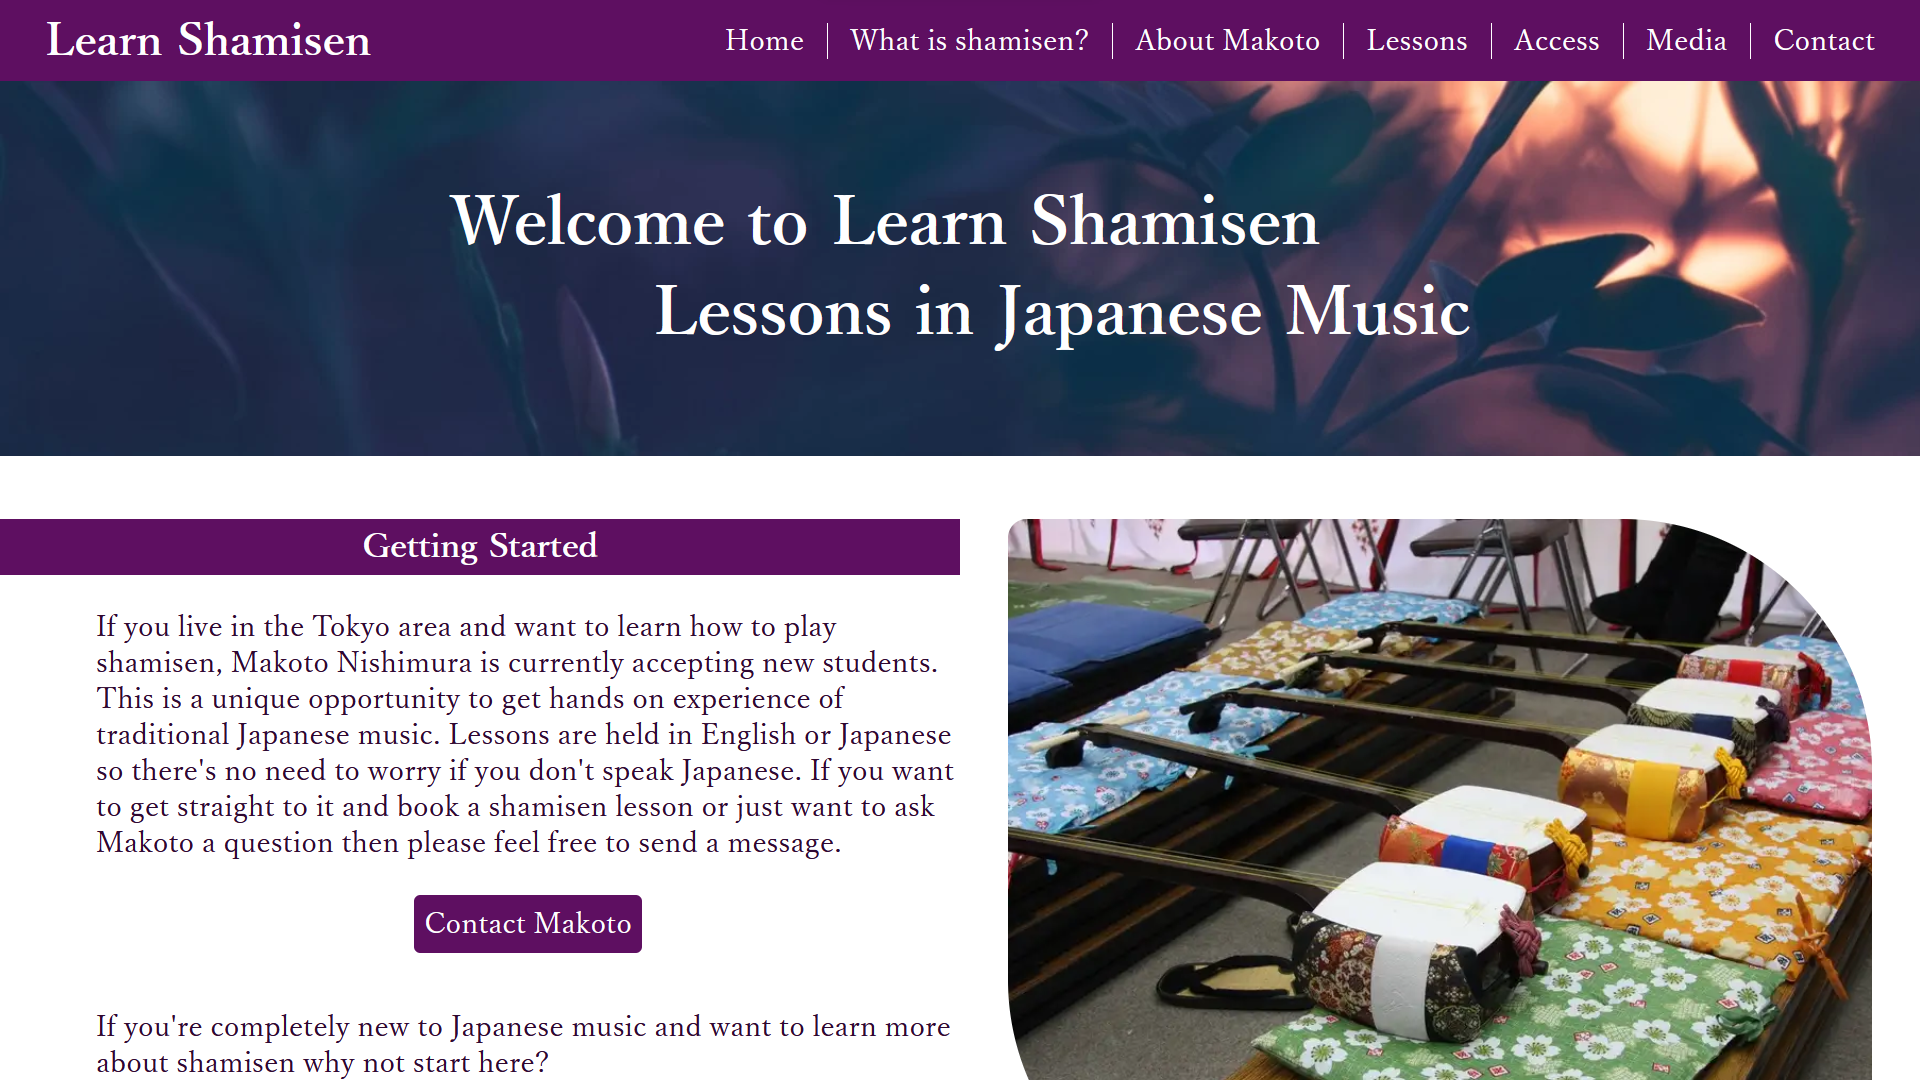 Learn Shamisen
Home
What is shamisen?
About Makoto
Lessons
Access
Media
Contact
Welcome to Learn Shamisen
Lessons in Japanese Music
Getting Started
If you live in the Tokyo area and want to learn how to play
shamisen, Makoto Nishimura is currently accepting new students.
This is a unique opportunity to get hands on experience of
traditional Japanese music. Lessons are held in English or Japanese
so there's no need to worry if you don't speak Japanese. If you want
to get straight to it and book a shamisen lesson or just want to ask
Makoto a question then please feel free to send a message.
Contact Makoto
If you're completely new to Japanese music and want to learn more
about shamisen why not start here?